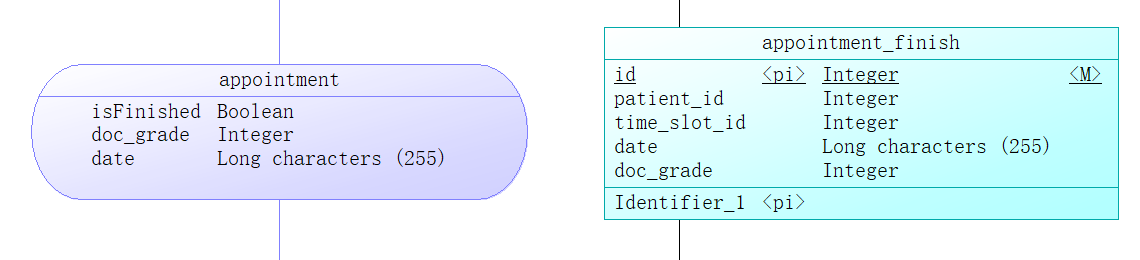 appointment
isFinished Boolean
doc_grade Integer
date Long characters (255)
appointment_finish
id <pi> Integer <M>
patient_id Integer
time_slot_id Integer
date Long characters (255)
doc_grade Integer
Identifier_1 <pi>